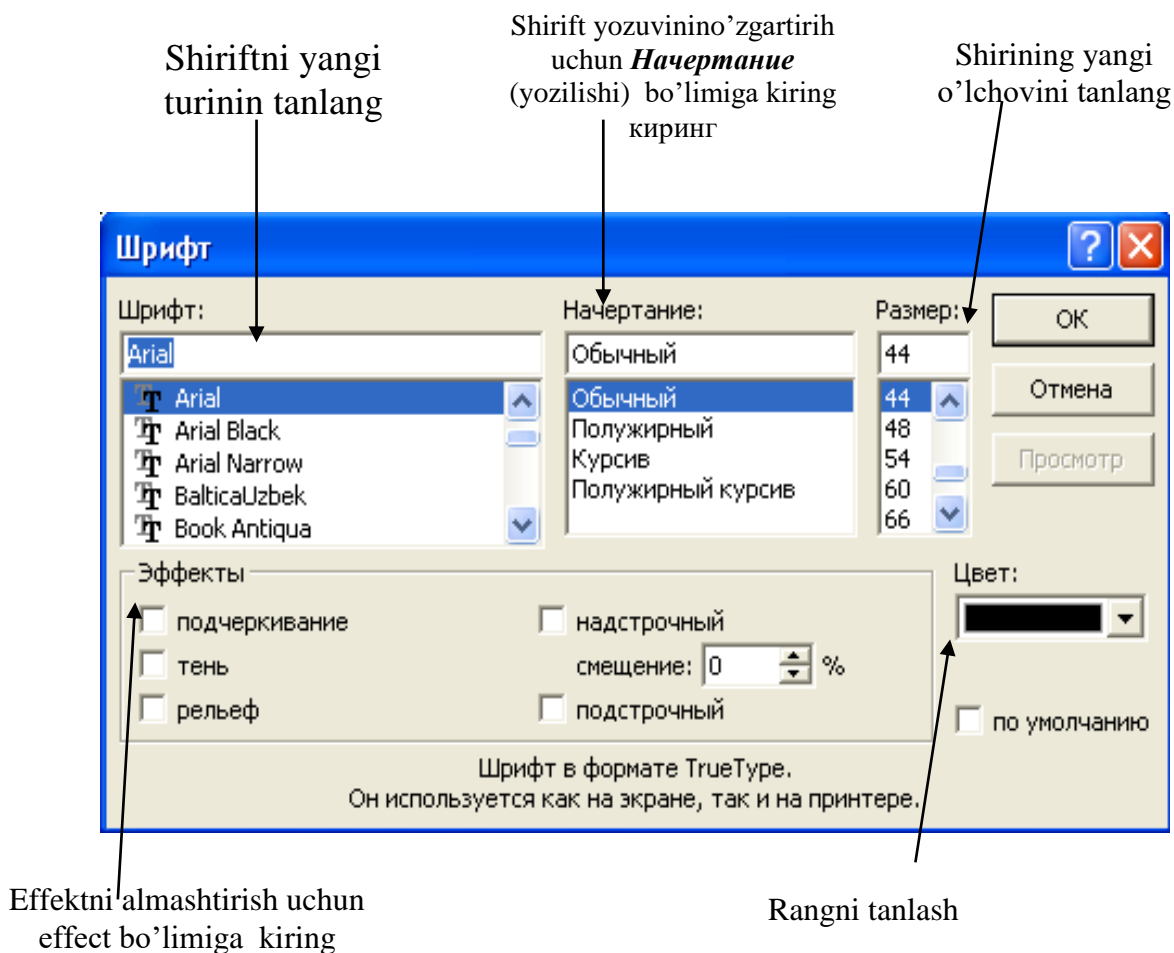 Shiriftni yangi
turinin tanlang
Shirift yozuvinino’zgartirih
uchun Начертание
(yozilishi) bo’limiga kiring
киринг
Shirining yangi
o’lchovini tanlang
Шрифт
Шрифт:
Начертание:
Размер:
Arial
Обычный
44
ОК
Arial
Arial Black
Arial Narrow
BalticaUzbek
Book Antiqua
Обычный
Полужирный
Курсив
Полужирный курсив
44
48
54
60
66
Отмена
Просмотр
Эффекты
подчеркивание
тень
рельеф
надстрочный
смещение: 0 %
подстрочный
Цвет:
по умолчанию
Шрифт в формате TrueType.
Он используется как на экране, так и на принтере.
Effektni almashtirish uchun
effect bo’limiga kiring
Rangni tanlash